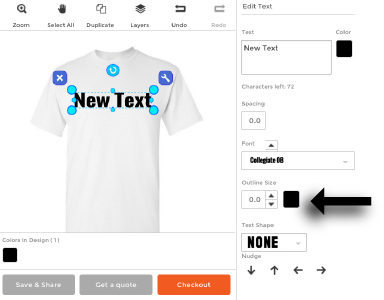 Zoom
Select All
Duplicate
Layers
Undo
Redo
New Text
Colors in Design ( 1 )
Save & Share
Get a quote
Checkout
Edit Text
Text
Color
New Text
Characters left: 72
Spacing
0.0
Font
Collegiate 08
Outline Size
0.0
Text Shape
NONE
Nudge